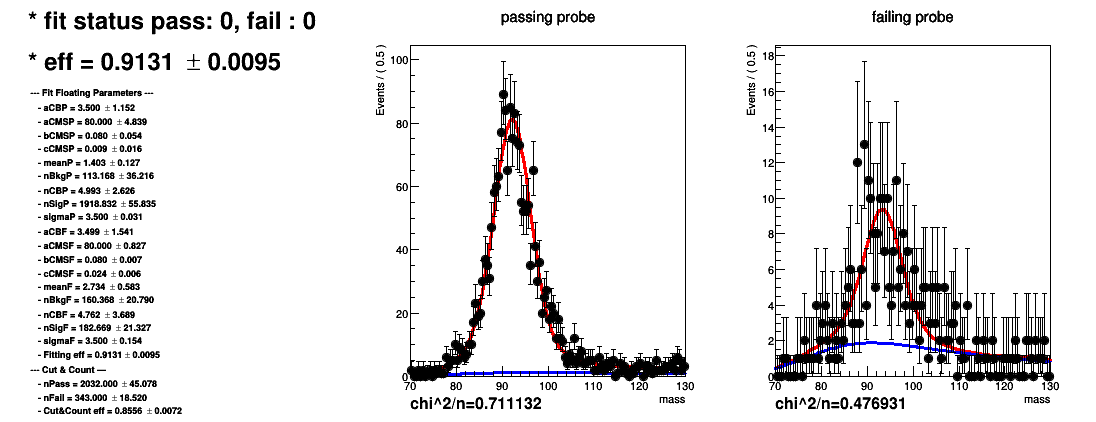 * fit status pass: 0, fail : 0
* eff = 0.9131 ± 0.0095
--- Fit Floating Parameters ---
- aCBP = 3.500 ± 1.152
- aCMSP = 80.000 ± 4.839
- bCMSP = 0.080 ± 0.054
- cCMSP = 0.009 ± 0.016
- meanP = 1.403 ± 0.127
- nBkgP = 113.168 ± 36.216
- nCBP = 4.993 ± 2.626
- nSigP = 1918.832 ± 55.835
- sigmaP = 3.500 ± 0.031
- aCBF = 3.499 ± 1.541
- aCMSF = 80.000 ± 0.827
- bCMSF = 0.080 ± 0.007
- cCMSF = 0.024 ± 0.006
- meanF = 2.734 ± 0.583
- nBkgF = 160.368 ± 20.790
- nCBF = 4.762 ± 3.689
- nSigF = 182.669 ± 21.327
- sigmaF = 3.500 ± 0.154
- Fitting eff = 0.9131 ± 0.0095
--- Cut & Count ---
- nPass = 2032.000 ± 45.078
- nFail = 343.000 ± 18.520
- Cut&Count eff = 0.8556 ± 0.0072
passing probe
Events / ( 0.5 )
100
80
60
40
20
0
70 80 90 100 110 120 130
mass
chi^2/n=0.711132
failing probe
Events / ( 0.5 )
18
16
14
12
10
8
6
4
2
0
70 80 90 100 110 120 130
mass
chi^2/n=0.476931